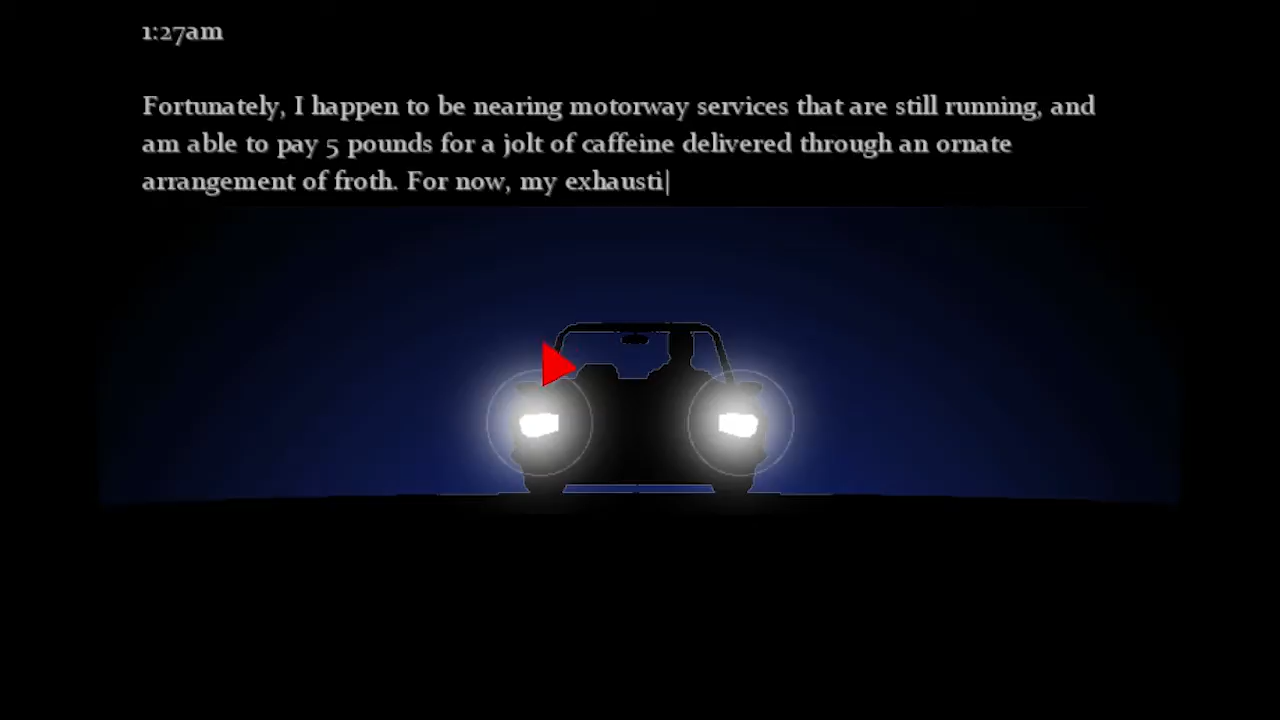 1:27am
Fortunately, I happen to be nearing motorway services that are still running, and
am able to pay 5 pounds for a jolt of caffeine delivered through an ornate
arrangement of froth. For now, my exhausti